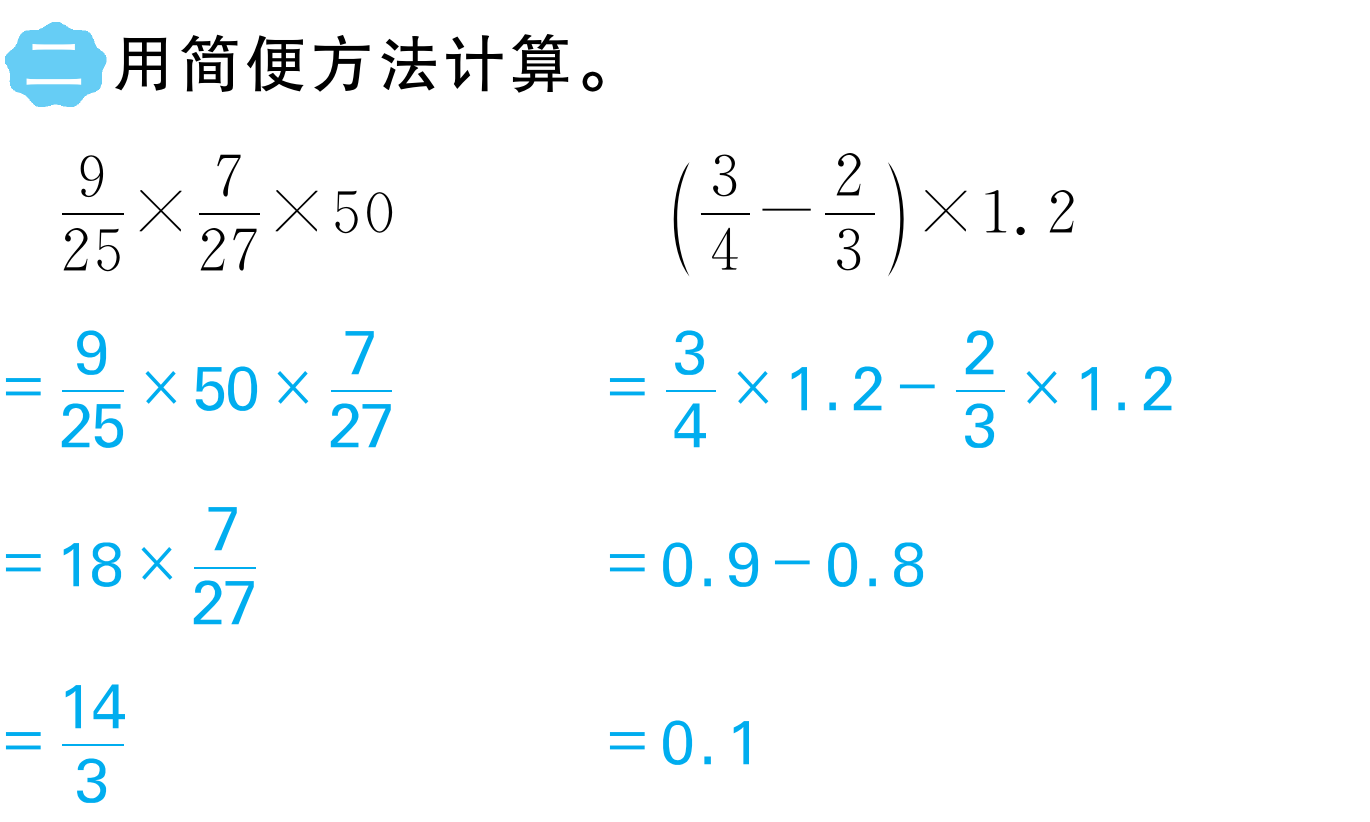 二 用简便方法计算。
9/25 × 7/27 × 50 (3/4 − 2/3) × 1.2
= 9/25 × 50 × 7/27 = 3/4 × 1.2 − 2/3 × 1.2
= 18 × 7/27 = 0.9 − 0.8
= 14/3 = 0.1